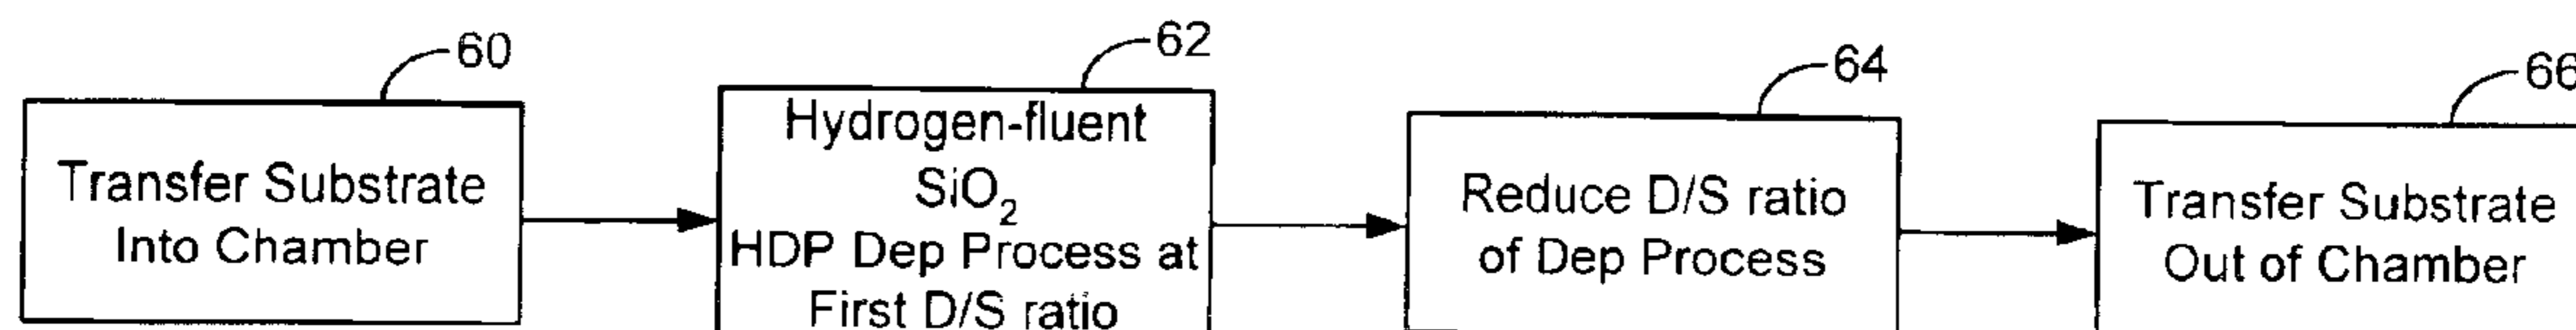 60
Transfer Substrate
Into Chamber
62
Hydrogen-fluent
SiO₂
HDP Dep Process at
First D/S ratio
64
Reduce D/S ratio
of Dep Process
66
Transfer Substrate
Out of Chamber